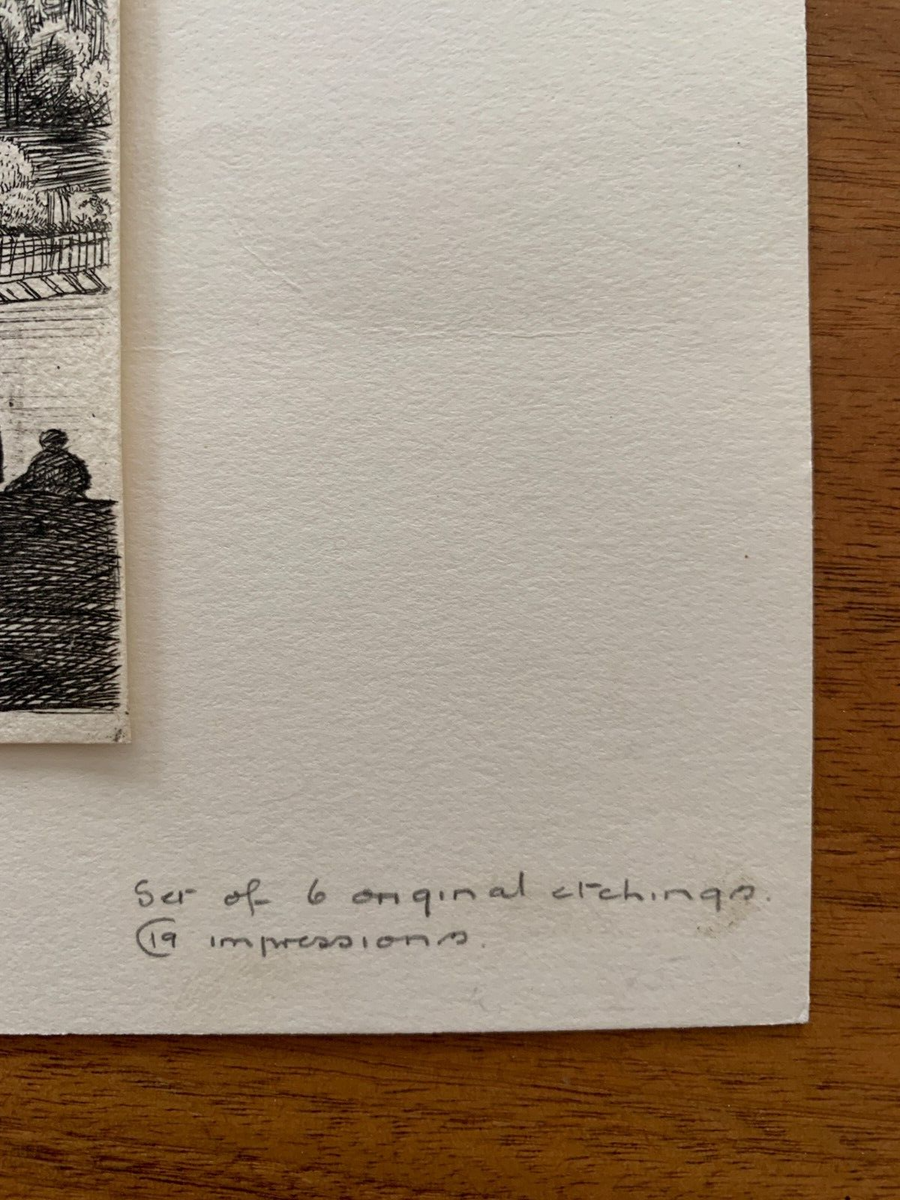 Set of 6 original etchings.
19 impressions.